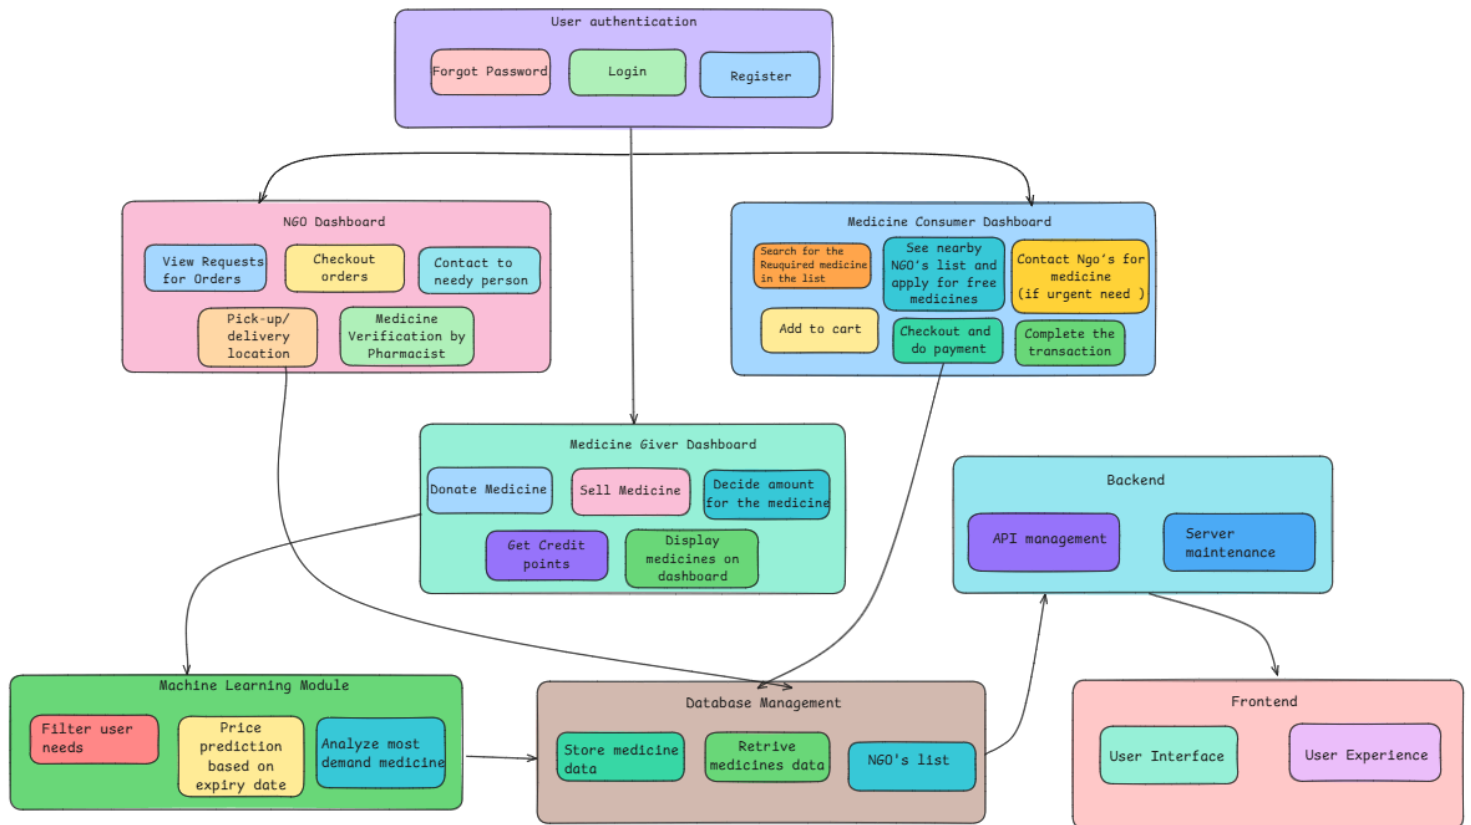 User authentication
Forgot Password
Login
Register
NGO Dashboard
View Requests
for Orders
Checkout
orders
Contact to
needy person
Pick-up/
delivery
location
Medicine
Verification by
Pharmacist
Medicine Consumer Dashboard
Search for the
Reuquired medicine
in the list
See nearby
NGO's list and
apply for free
medicines
Contact Ngo's for
medicine
(if urgent need )
Add to cart
Checkout and
do payment
Complete the
transaction
Medicine Giver Dashboard
Donate Medicine
Sell Medicine
Decide amount
for the medicine
Get Credit
points
Display
medicines on
dashboard
Backend
API management
Server
maintenance
Machine Learning Module
Filter user
needs
Price
prediction
based on
expiry date
Analyze most
demand medicine
Database Management
Store medicine
data
Retrive
medicines data
NGO's list
Frontend
User Interface
User Experience